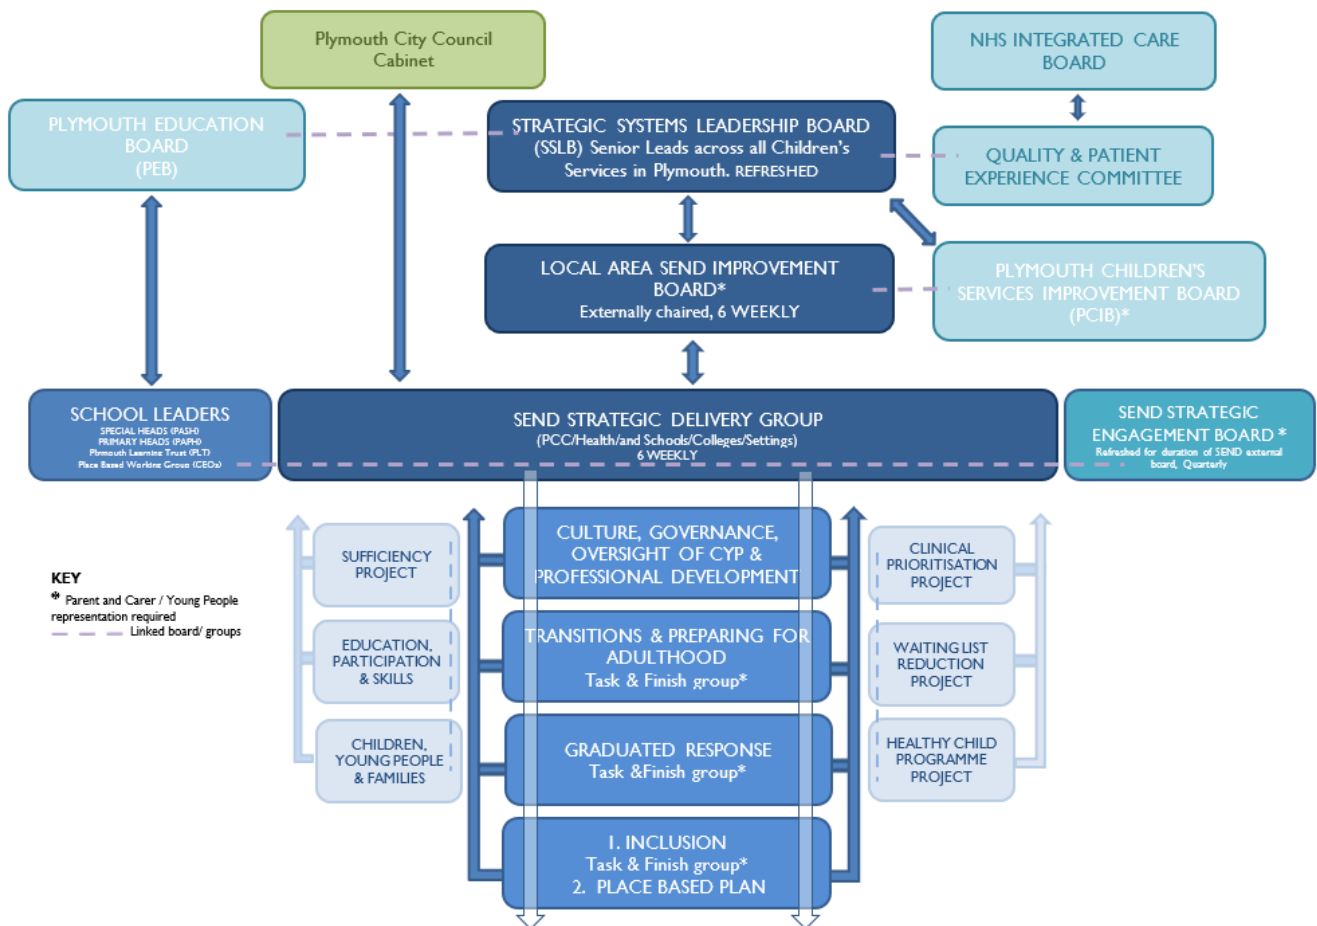 Plymouth City Council
Cabinet
NHS INTEGRATED CARE
BOARD
PLYMOUTH EDUCATION
BOARD
(PEB)
STRATEGIC SYSTEMS LEADERSHIP BOARD
(SSLB) Senior Leads across all Children's
Services in Plymouth. REFRESHED
QUALITY & PATIENT
EXPERIENCE COMMITTEE
LOCAL AREA SEND IMPROVEMENT
BOARD*
Externally chaired, 6 WEEKLY
PLYMOUTH CHILDREN'S
SERVICES IMPROVEMENT BOARD
(PCIB)*
SCHOOL LEADERS
SPECIAL HEADS (PASH)
PRIMARY HEADS (PAPH)
Plymouth Learning Trust (PLT)
Place Based Working Group (CEOs)
SEND STRATEGIC DELIVERY GROUP
(PCC/Health/and Schools/Colleges/Settings)
6 WEEKLY
SEND STRATEGIC
ENGAGEMENT BOARD *
Refreshed for duration of SEND external
board, Quarterly
SUFFICIENCY
PROJECT
EDUCATION,
PARTICIPATION
& SKILLS
CHILDREN,
YOUNG PEOPLE
& FAMILIES
CULTURE, GOVERNANCE,
OVERSIGHT OF CYP &
PROFESSIONAL DEVELOPMENT
TRANSITIONS & PREPARING FOR
ADULTHOOD
Task & Finish group*
GRADUATED RESPONSE
Task &Finish group*
1. INCLUSION
Task & Finish group*
2. PLACE BASED PLAN
CLINICAL
PRIORITISATION
PROJECT
WAITING LIST
REDUCTION
PROJECT
HEALTHY CHILD
PROGRAMME
PROJECT
KEY
* Parent and Carer / Young People
representation required
Linked board/ groups